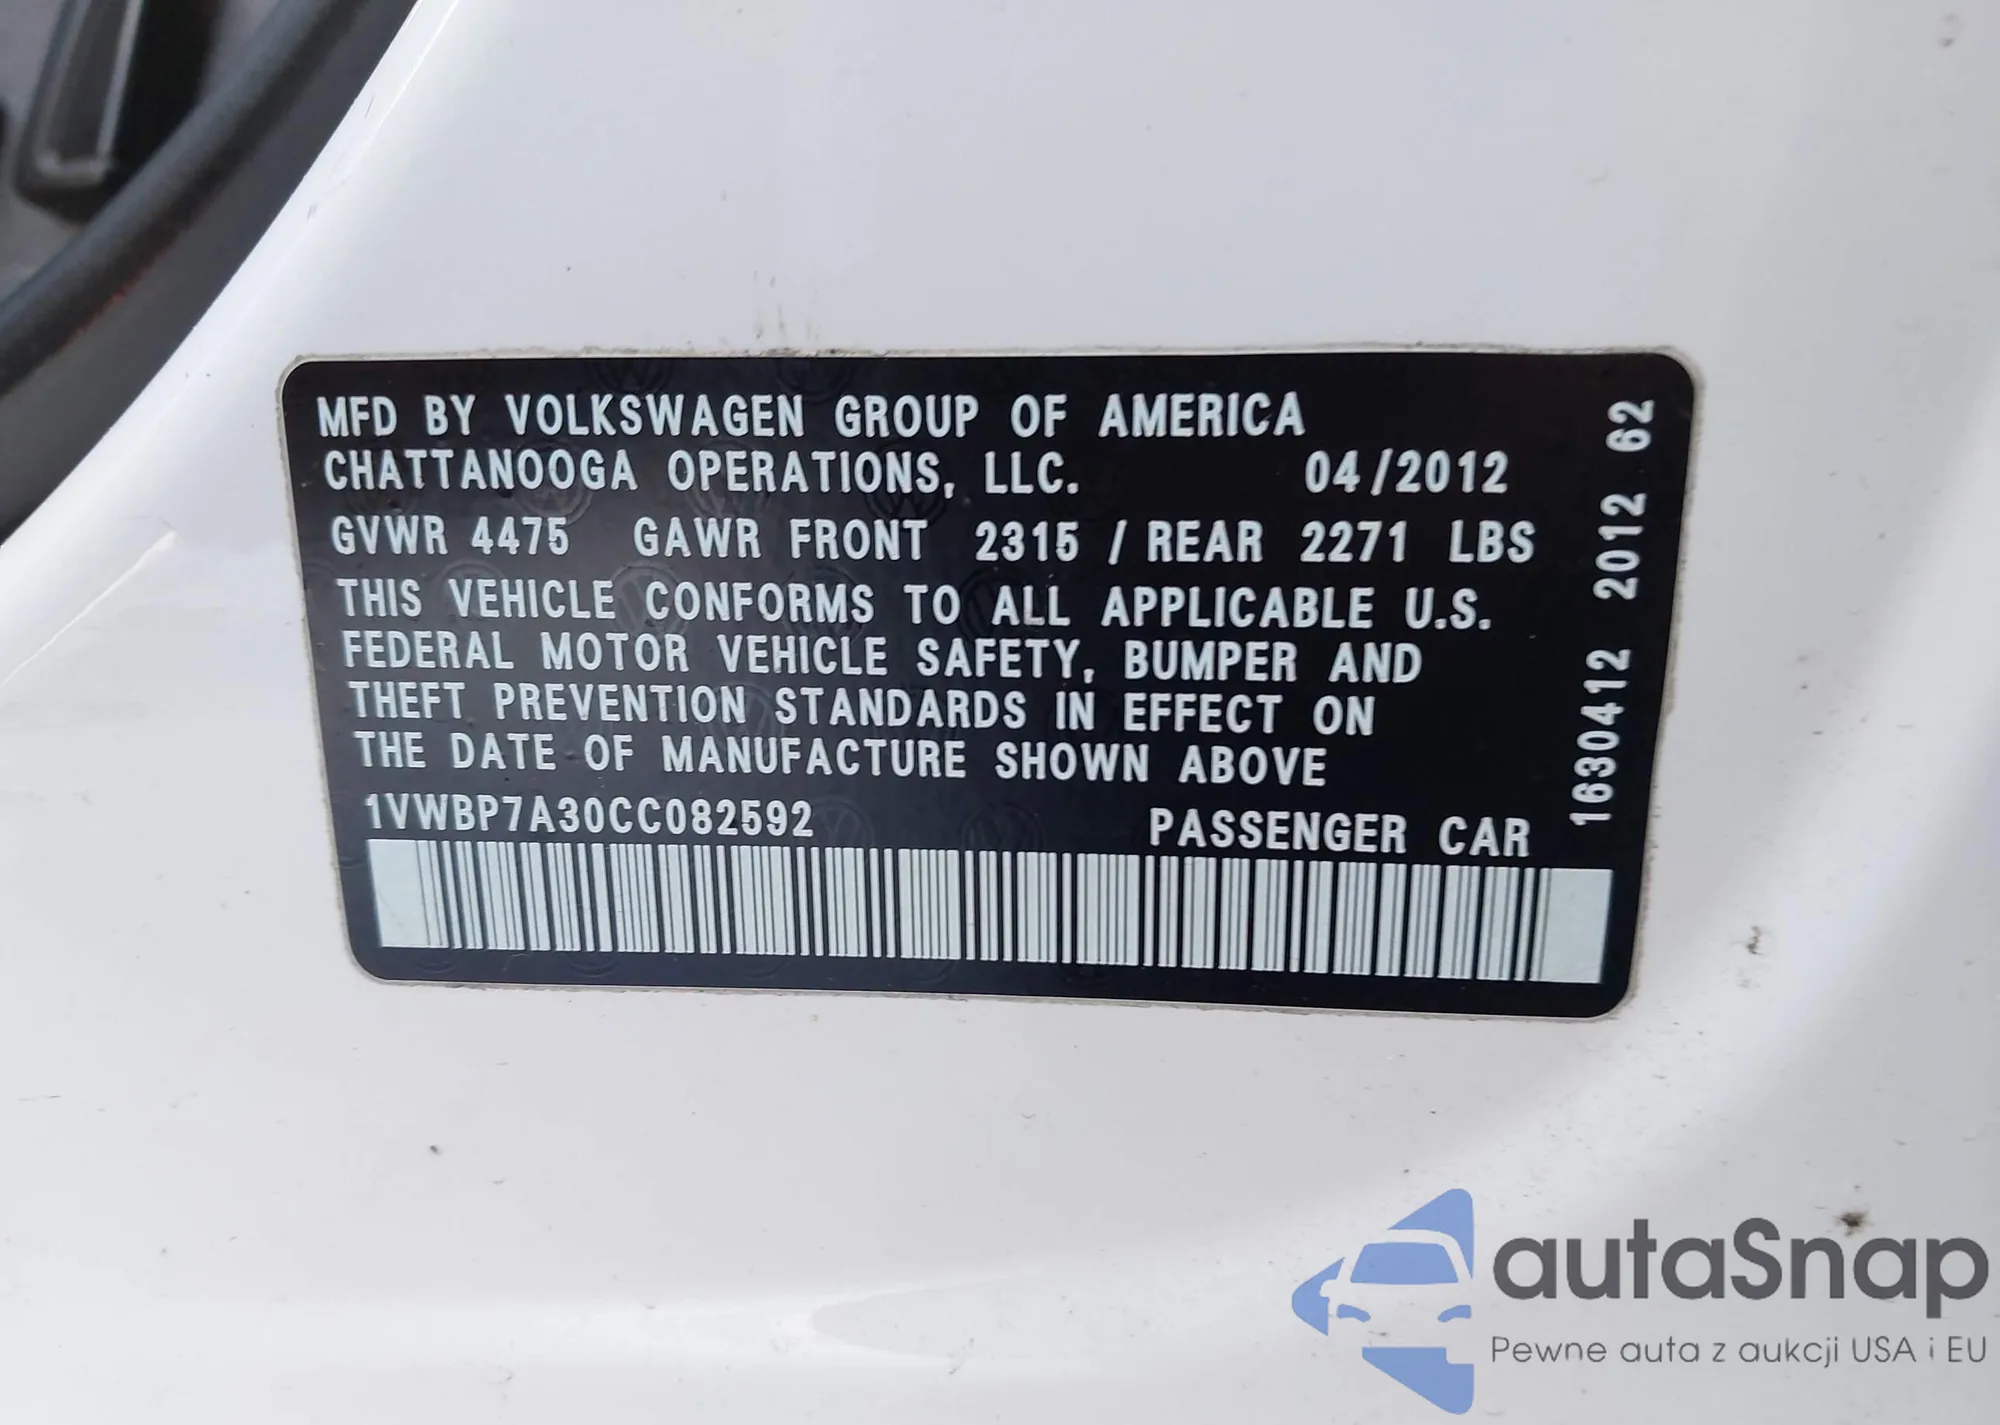 MFD BY VOLKSWAGEN GROUP OF AMERICA
CHATTANOOGA OPERATIONS, LLC. 04/2012
GVWR 4475 GAWR FRONT 2315 / REAR 2271 LBS
THIS VEHICLE CONFORMS TO ALL APPLICABLE U.S.
FEDERAL MOTOR VEHICLE SAFETY, BUMPER AND
THEFT PREVENTION STANDARDS IN EFFECT ON
THE DATE OF MANUFACTURE SHOWN ABOVE
1VWBP7A30CC082592 PASSENGER CAR
1630412 2012 62
autaSnap
Pewne auta z aukcji USA i EU